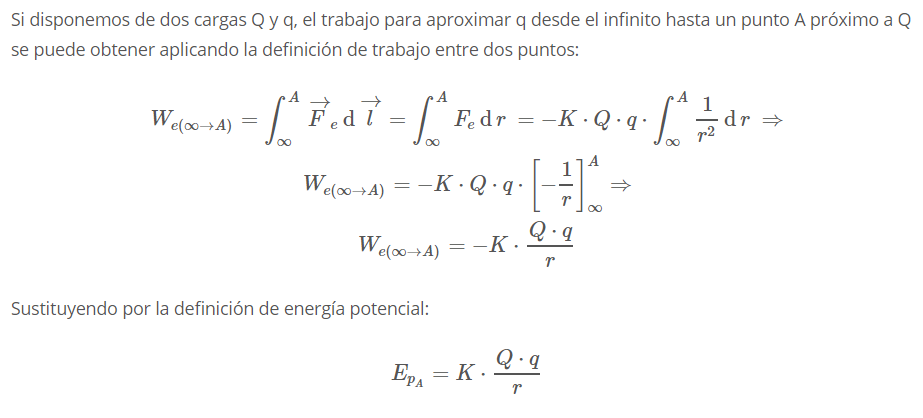 Si disponemos de dos cargas Q y q, el trabajo para aproximar q desde el infinito hasta un punto A próximo a Q
se puede obtener aplicando la definición de trabajo entre dos puntos:
$W_{e(\infty \to A)} = \int_{\infty}^{A} \overrightarrow{F}_e \mathrm{d} \overrightarrow{l} = \int_{\infty}^{A} F_e \mathrm{d}r = -K \cdot Q \cdot q \cdot \int_{\infty}^{A} \frac{1}{r^2} \mathrm{d}r \Rightarrow$
$W_{e(\infty \to A)} = -K \cdot Q \cdot q \cdot \left[ -\frac{1}{r} \right]_{\infty}^{A} \Rightarrow$
$W_{e(\infty \to A)} = -K \cdot \frac{Q \cdot q}{r}$
Sustituyendo por la definición de energía potencial:
$E_{p_A} = K \cdot \frac{Q \cdot q}{r}$